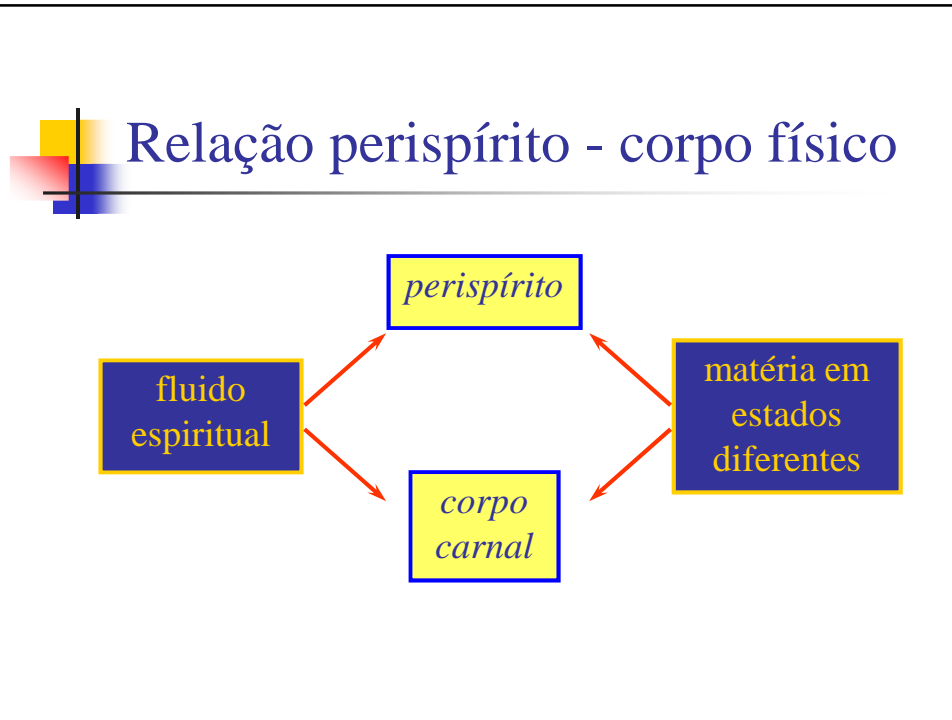 Relação perispírito - corpo físico
perispírito
fluido
espiritual
matéria em
estados
diferentes
corpo
carnal